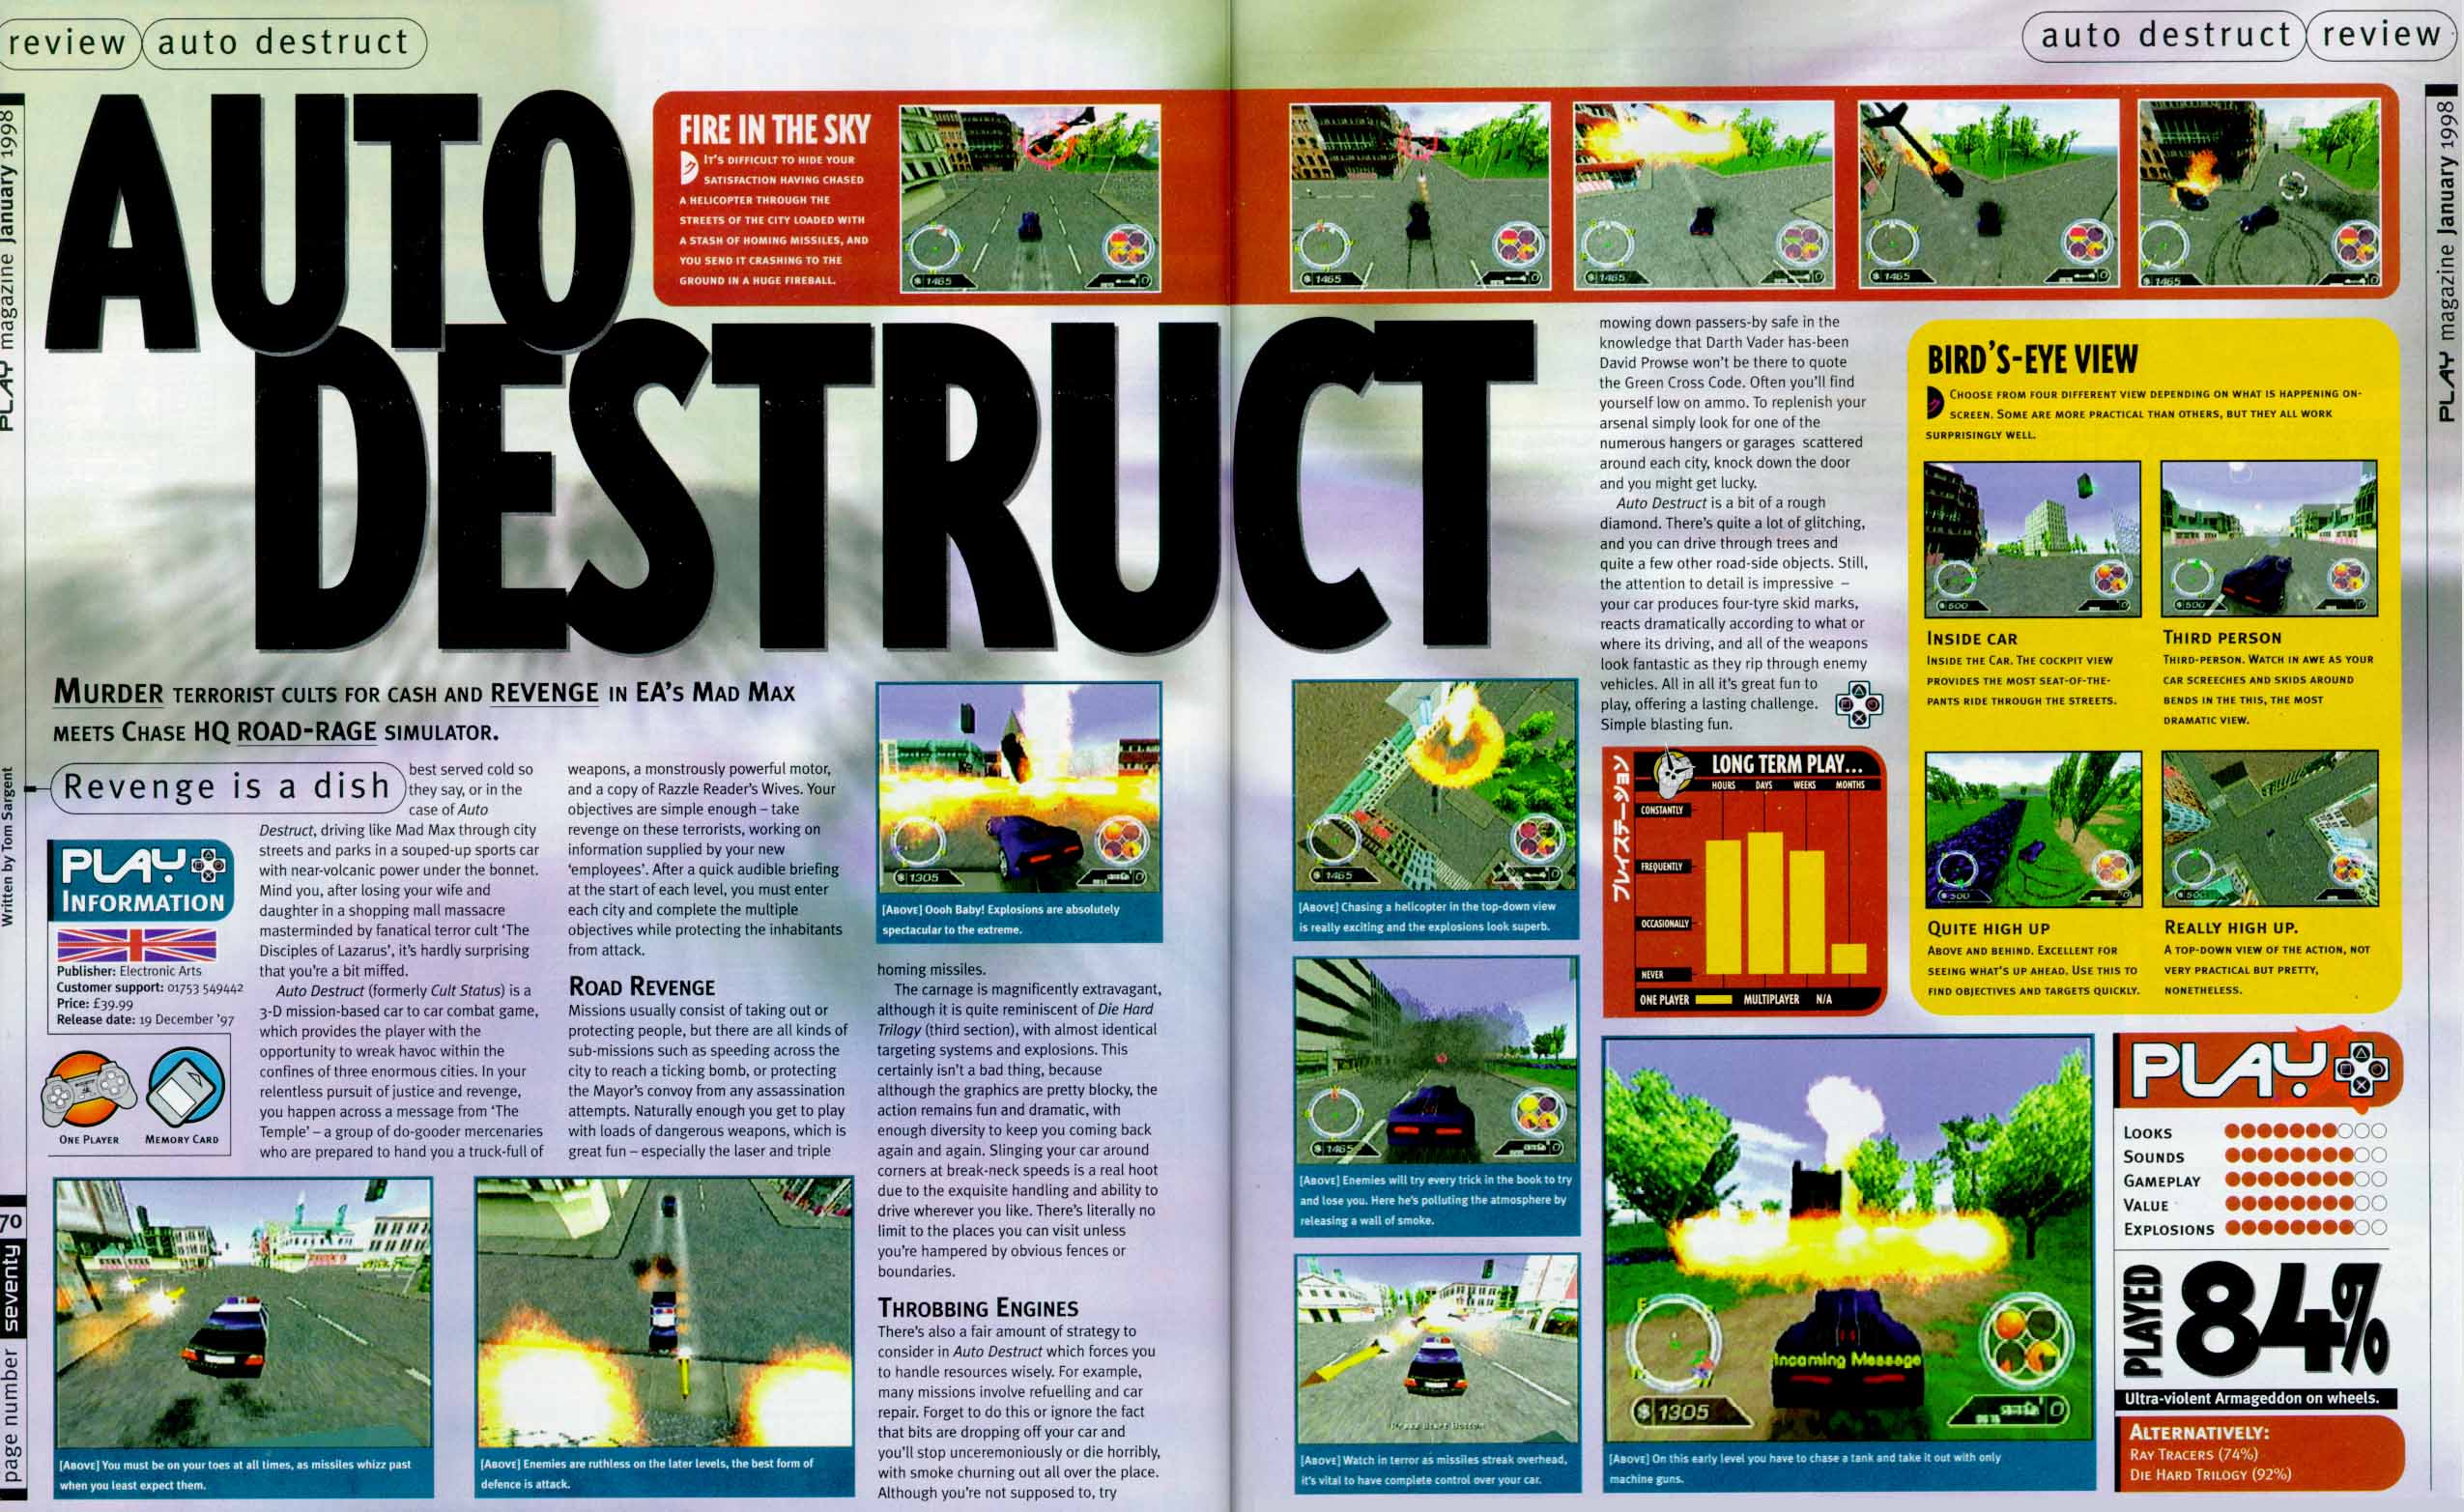 review auto destruct
auto destruct review
PLAY magazine January 1998
PLAY magazine January 1998
AUTO
DESTRUCT
FIRE IN THE SKY
IT'S DIFFICULT TO HIDE YOUR
SATISFACTION HAVING CHASED
A HELICOPTER THROUGH THE
STREETS OF THE CITY LOADED WITH
A STASH OF HOMING MISSILES, AND
YOU SEND IT CRASHING TO THE
GROUND IN A HUGE FIREBALL.
$ 1465
$ 1465
$ 1465
$ 1465
$ 1465
MURDER TERRORIST CULTS FOR CASH AND REVENGE IN EA'S MAD MAX
MEETS CHASE HQ ROAD-RAGE SIMULATOR.
Written by Tom Sargent
Revenge is a dish best served cold so
they say, or in the
case of Auto
Destruct, driving like Mad Max through city
streets and parks in a souped-up sports car
with near-volcanic power under the bonnet.
Mind you, after losing your wife and
daughter in a shopping mall massacre
masterminded by fanatical terror cult 'The
Disciples of Lazarus', it's hardly surprising
that you're a bit miffed.
Auto Destruct (formerly Cult Status) is a
3-D mission-based car to car combat game,
which provides the player with the
opportunity to wreak havoc within the
confines of three enormous cities. In your
relentless pursuit of justice and revenge,
you happen across a message from 'The
Temple' – a group of do-gooder mercenaries
who are prepared to hand you a truck-full of
PLAY
INFORMATION
Publisher: Electronic Arts
Customer support: 01753 549442
Price: £39.99
Release date: 19 December '97
ONE PLAYER
MEMORY CARD
weapons, a monstrously powerful motor,
and a copy of Razzle Reader's Wives. Your
objectives are simple enough – take
revenge on these terrorists, working on
information supplied by your new
'employees'. After a quick audible briefing
at the start of each level, you must enter
each city and complete the multiple
objectives while protecting the inhabitants
from attack.
ROAD REVENGE
Missions usually consist of taking out or
protecting people, but there are all kinds of
sub-missions such as speeding across the
city to reach a ticking bomb, or protecting
the Mayor's convoy from any assassination
attempts. Naturally enough you get to play
with loads of dangerous weapons, which is
great fun – especially the laser and triple
$ 1305
[ABOVE] Oooh Baby! Explosions are absolutely
spectacular to the extreme.
homing missiles.
The carnage is magnificently extravagant,
although it is quite reminiscent of Die Hard
Trilogy (third section), with almost identical
targeting systems and explosions. This
certainly isn't a bad thing, because
although the graphics are pretty blocky, the
action remains fun and dramatic, with
enough diversity to keep you coming back
again and again. Slinging your car around
corners at break-neck speeds is a real hoot
due to the exquisite handling and ability to
drive wherever you like. There's literally no
limit to the places you can visit unless
you're hampered by obvious fences or
boundaries.
THROBBING ENGINES
There's also a fair amount of strategy to
consider in Auto Destruct which forces you
to handle resources wisely. For example,
many missions involve refuelling and car
repair. Forget to do this or ignore the fact
that bits are dropping off your car and
you'll stop unceremoniously or die horribly,
with smoke churning out all over the place.
Although you're not supposed to, try
[ABOVE] You must be on your toes at all times, as missiles whizz past
when you least expect them.
[ABOVE] Enemies are ruthless on the later levels, the best form of
defence is attack.
page number seventy 70
$ 1465
[ABOVE] Chasing a helicopter in the top-down view
is really exciting and the explosions look superb.
$ 1465
[ABOVE] Enemies will try every trick in the book to try
and lose you. Here he's polluting the atmosphere by
releasing a wall of smoke.
Press Start Button
[ABOVE] Watch in terror as missiles streak overhead,
it's vital to have complete control over your car.
mowing down passers-by safe in the
knowledge that Darth Vader has-been
David Prowse won't be there to quote
the Green Cross Code. Often you'll find
yourself low on ammo. To replenish your
arsenal simply look for one of the
numerous hangers or garages scattered
around each city, knock down the door
and you might get lucky.
Auto Destruct is a bit of a rough
diamond. There's quite a lot of glitching,
and you can drive through trees and
quite a few other road-side objects. Still,
the attention to detail is impressive –
your car produces four-tyre skid marks,
reacts dramatically according to what or
where its driving, and all of the weapons
look fantastic as they rip through enemy
vehicles. All in all it's great fun to
play, offering a lasting challenge.
Simple blasting fun.
プレイステーション
LONG TERM PLAY...
HOURS DAYS WEEKS MONTHS
CONSTANTLY
FREQUENTLY
OCCASIONALLY
NEVER
ONE PLAYER MULTIPLAYER N/A
BIRD'S-EYE VIEW
CHOOSE FROM FOUR DIFFERENT VIEW DEPENDING ON WHAT IS HAPPENING ON-
SCREEN. SOME ARE MORE PRACTICAL THAN OTHERS, BUT THEY ALL WORK
SURPRISINGLY WELL.
$ 500
$ 500
INSIDE CAR
INSIDE THE CAR. THE COCKPIT VIEW
PROVIDES THE MOST SEAT-OF-THE-
PANTS RIDE THROUGH THE STREETS.
THIRD PERSON
THIRD-PERSON. WATCH IN AWE AS YOUR
CAR SCREECHES AND SKIDS AROUND
BENDS IN THE THIS, THE MOST
DRAMATIC VIEW.
$ 500
$ 500
QUITE HIGH UP
ABOVE AND BEHIND. EXCELLENT FOR
SEEING WHAT'S UP AHEAD. USE THIS TO
FIND OBJECTIVES AND TARGETS QUICKLY.
REALLY HIGH UP.
A TOP-DOWN VIEW OF THE ACTION, NOT
VERY PRACTICAL BUT PRETTY,
NONETHELESS.
Incoming Message
$ 1305
[ABOVE] On this early level you have to chase a tank and take it out with only
machine guns.
PLAY
LOOKS
SOUNDS
GAMEPLAY
VALUE
EXPLOSIONS
PLAYED 84%
Ultra-violent Armageddon on wheels.
ALTERNATIVELY:
RAY TRACERS (74%)
DIE HARD TRILOGY (92%)